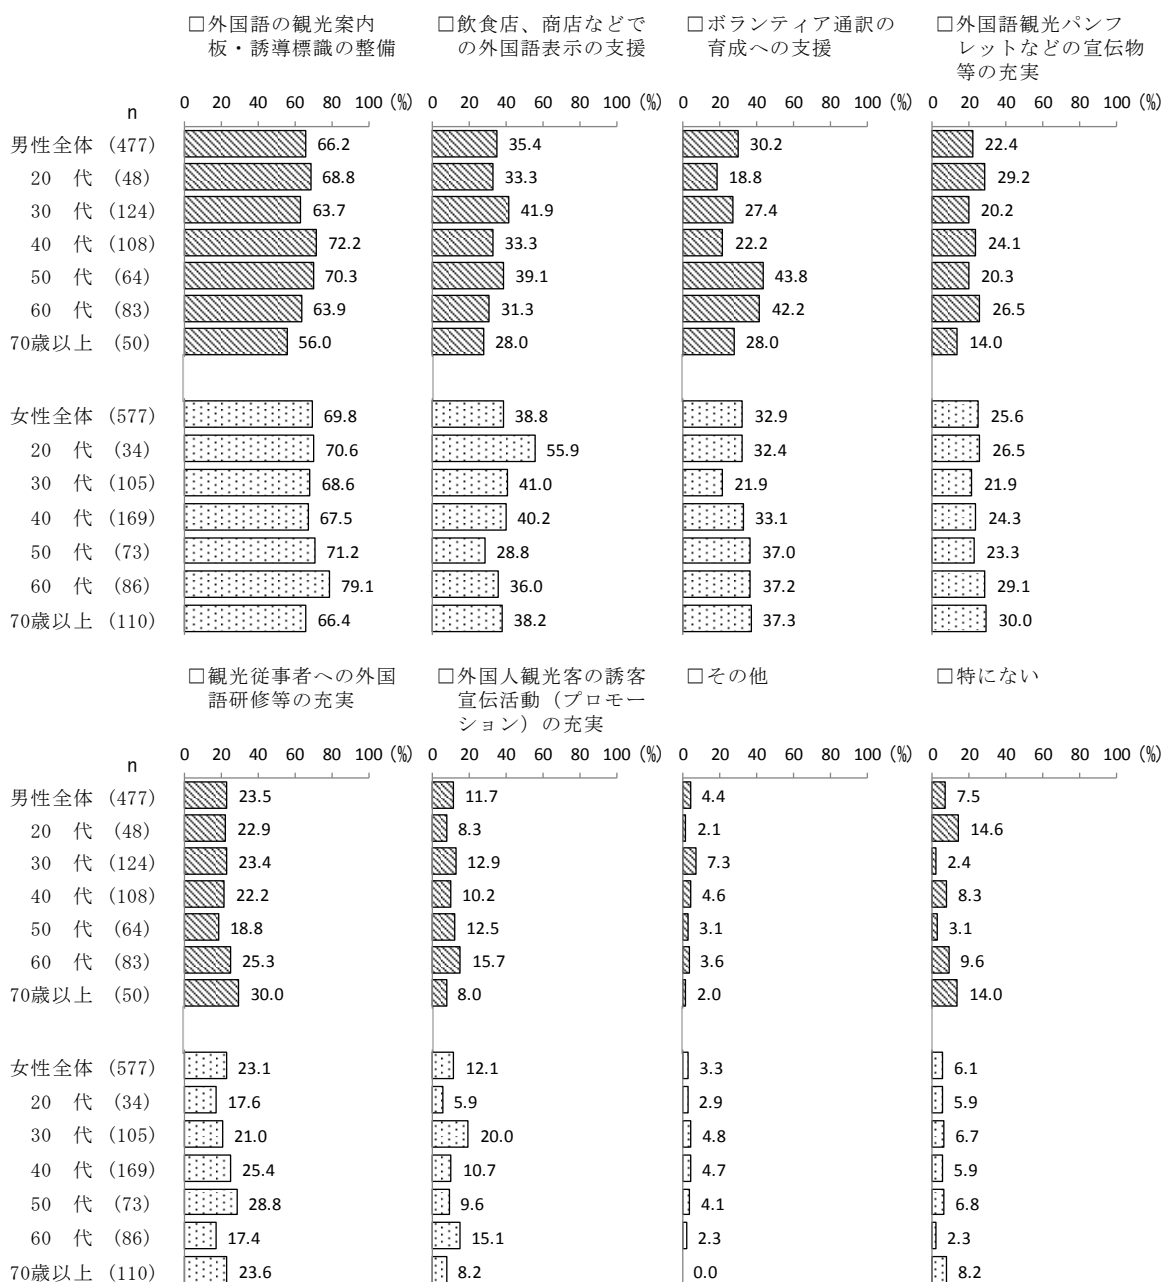 □外国語の観光案内
板・誘導標識の整備
□飲食店、商店などで
の外国語表示の支援
□ボランティア通訳の
育成への支援
□外国語観光パンフ
レットなどの宣伝物
等の充実
n 0 20 40 60 80 100 (%) 0 20 40 60 80 100 (%) 0 20 40 60 80 100 (%) 0 20 40 60 80 100 (%)
男性全体 (477) 66.2 35.4 30.2 22.4
20 代 (48) 68.8 33.3 18.8 29.2
30 代 (124) 63.7 41.9 27.4 20.2
40 代 (108) 72.2 33.3 22.2 24.1
50 代 (64) 70.3 39.1 43.8 20.3
60 代 (83) 63.9 31.3 42.2 26.5
70歳以上 (50) 56.0 28.0 28.0 14.0
女性全体 (577) 69.8 38.8 32.9 25.6
20 代 (34) 70.6 55.9 32.4 26.5
30 代 (105) 68.6 41.0 21.9 21.9
40 代 (169) 67.5 40.2 33.1 24.3
50 代 (73) 71.2 28.8 37.0 23.3
60 代 (86) 79.1 36.0 37.2 29.1
70歳以上 (110) 66.4 38.2 37.3 30.0
□観光従事者への外国
語研修等の充実
□外国人観光客の誘客
宣伝活動（プロモー
ション）の充実
□その他
□特にない
n 0 20 40 60 80 100 (%) 0 20 40 60 80 100 (%) 0 20 40 60 80 100 (%) 0 20 40 60 80 100 (%)
男性全体 (477) 23.5 11.7 4.4 7.5
20 代 (48) 22.9 8.3 2.1 14.6
30 代 (124) 23.4 12.9 7.3 2.4
40 代 (108) 22.2 10.2 4.6 8.3
50 代 (64) 18.8 12.5 3.1 3.1
60 代 (83) 25.3 15.7 3.6 9.6
70歳以上 (50) 30.0 8.0 2.0 14.0
女性全体 (577) 23.1 12.1 3.3 6.1
20 代 (34) 17.6 5.9 2.9 5.9
30 代 (105) 21.0 20.0 4.8 6.7
40 代 (169) 25.4 10.7 4.7 5.9
50 代 (73) 28.8 9.6 4.1 6.8
60 代 (86) 17.4 15.1 2.3 2.3
70歳以上 (110) 23.6 8.2 0.0 8.2